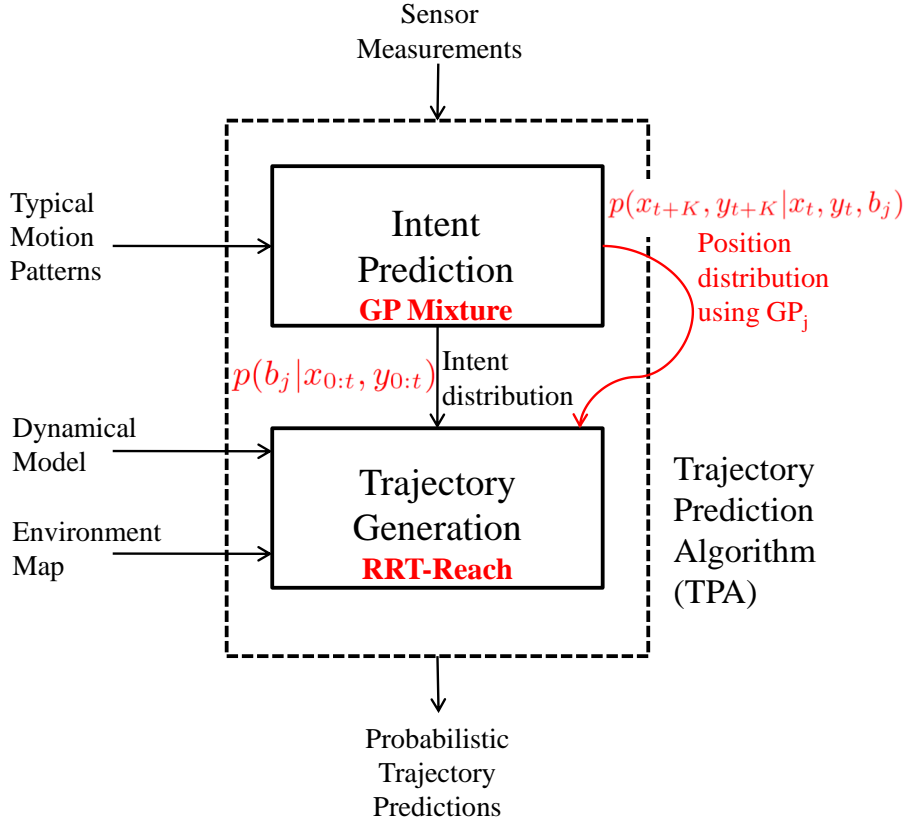 Sensor
Measurements
Typical
Motion
Patterns
Intent
Prediction
GP Mixture
p(x_{t+K}, y_{t+K}|x_t, y_t, b_j)
Position
distribution
using GP_j
p(b_j|x_{0:t}, y_{0:t})
Intent
distribution
Dynamical
Model
Environment
Map
Trajectory
Generation
RRT-Reach
Trajectory
Prediction
Algorithm
(TPA)
Probabilistic
Trajectory
Predictions